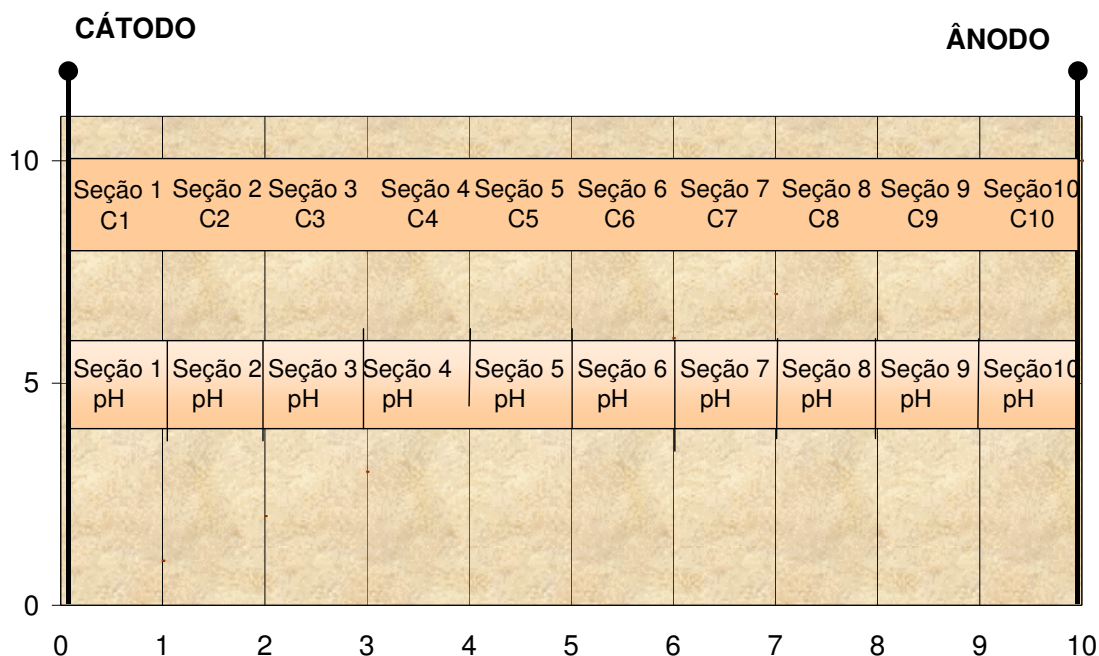 CÁTODO
ÂNODO
10
Seção 1 Seção 2 Seção 3 Seção 4 Seção 5 Seção 6 Seção 7 Seção 8 Seção 9 Seção10
C1 C2 C3 C4 C5 C6 C7 C8 C9 C10
5
Seção 1 Seção 2 Seção 3 Seção 4 Seção 5 Seção 6 Seção 7 Seção 8 Seção 9 Seção10
pH pH pH pH pH pH pH pH pH pH
0
0 1 2 3 4 5 6 7 8 9 10